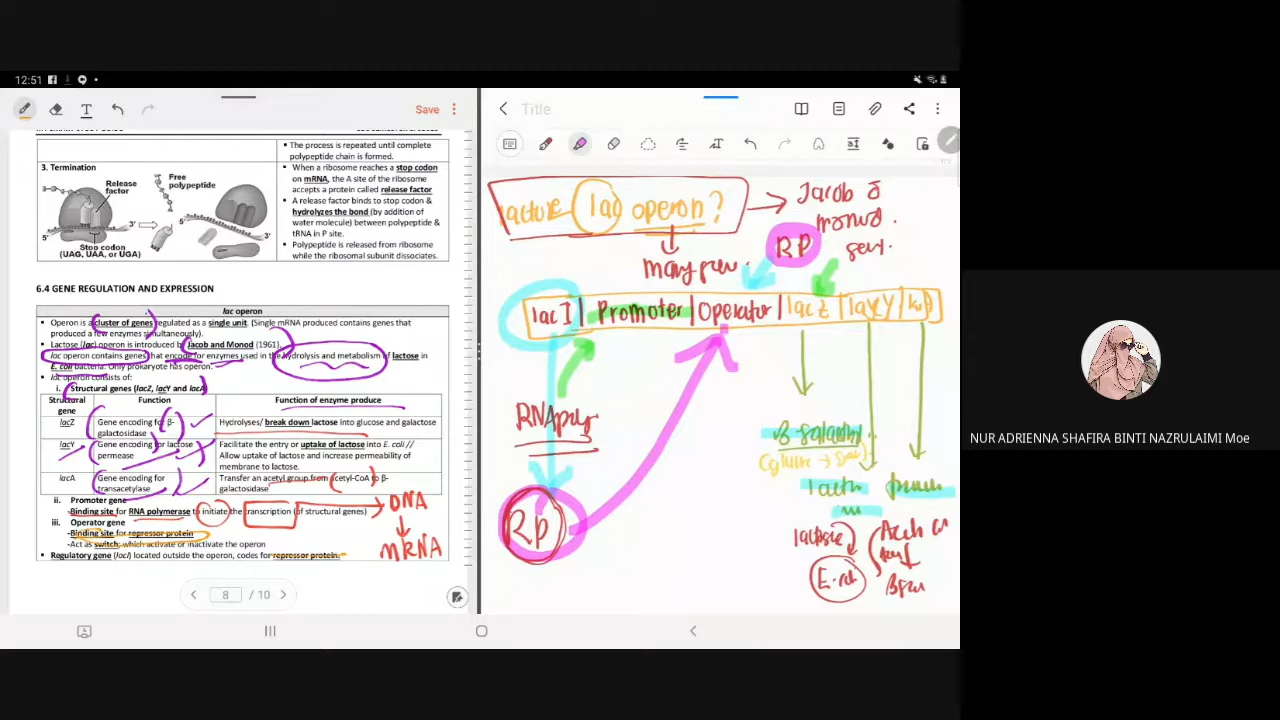 12:51
Save
Title
The process is repeated until complete
polypeptide chain is formed.
3. Termination
Release
factor
Free
polypeptide
3'
5'
Stop codon
(UAG, UAA, or UGA)
5'
3'
When a ribosome reaches a stop codon
on mRNA, the A site of the ribosome
accepts a protein called release factor
A release factor binds to stop codon &
hydrolyzes the bond (by addition of
water molecule) between polypeptide &
tRNA in P site.
Polypeptide is released from ribosome
while the ribosomal subunit dissociates.
6.4 GENE REGULATION AND EXPRESSION
lac operon
Operon is a cluster of genes regulated as a single unit. (Single mRNA produced contains genes that
produced a few enzymes simultaneously).
Lactose (lac) operon is introduced by Jacob and Monod (1961).
lac operon contains genes that encode for enzymes used in the hydrolysis and metabolism of lactose in
E. coli bacteria. Only prokaryote has operon.
lac operon consists of:
i. Structural genes (lacZ, lacY and lacA)
Structural gene
Function
Function of enzyme produce
lacZ
Gene encoding for β-
galactosidase
Hydrolyses/ break down lactose into glucose and galactose
lacY
Gene encoding for lactose
permease
Facilitate the entry or uptake of lactose into E. coli //
Allow uptake of lactose and increase permeability of
membrane to lactose.
lacA
Gene encoding for
transacetylase
Transfer an acetyl group from acetyl-CoA to β-
galactosidase
ii. Promoter gene
-Binding site for RNA polymerase to initiate the transcription (of structural genes)
iii. Operator gene
-Binding site for repressor protein
-Act as switch; which activate or inactivate the operon
Regulatory gene (lacI) located outside the operon, codes for repressor protein.
DNA
mRNA
8 / 10
lac operon?
Jacob &
monod
RP
lacI | Promoter | Operator | lacZ | lacY |
RNA
RP
lactose
NUR ADRIENNA SHAFIRA BINTI NAZRULAIMI Moe